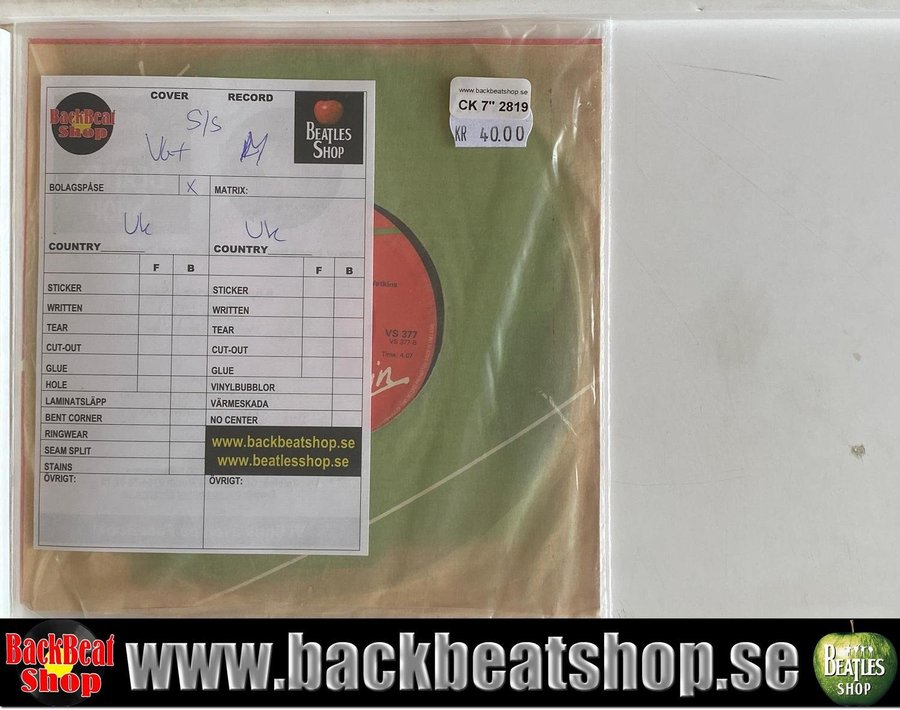 www.backbeatshop.se
CK 7" 2819
KR 40.00
COVER RECORD
BackBeat
Shop
BEATLES
SHOP
S/S
BOLAGSPÅSE X MATRIX:
Uk Uk
COUNTRY COUNTRY
F B F B
STICKER STICKER
WRITTEN WRITTEN
TEAR TEAR
CUT-OUT CUT-OUT
GLUE GLUE
HOLE VINYLBUBBLOR
LAMINATSLÄPP VÄRMESKADA
BENT CORNER NO CENTER
RINGWEAR
SEAM SPLIT
STAINS
www.backbeatshop.se
www.beatlesshop.se
ÖVRIGT: ÖVRIGT:
VS 377
VS 377-B
Time: 4.07
BackBeat
Shop
www.backbeatshop.se
BEATLES
SHOP